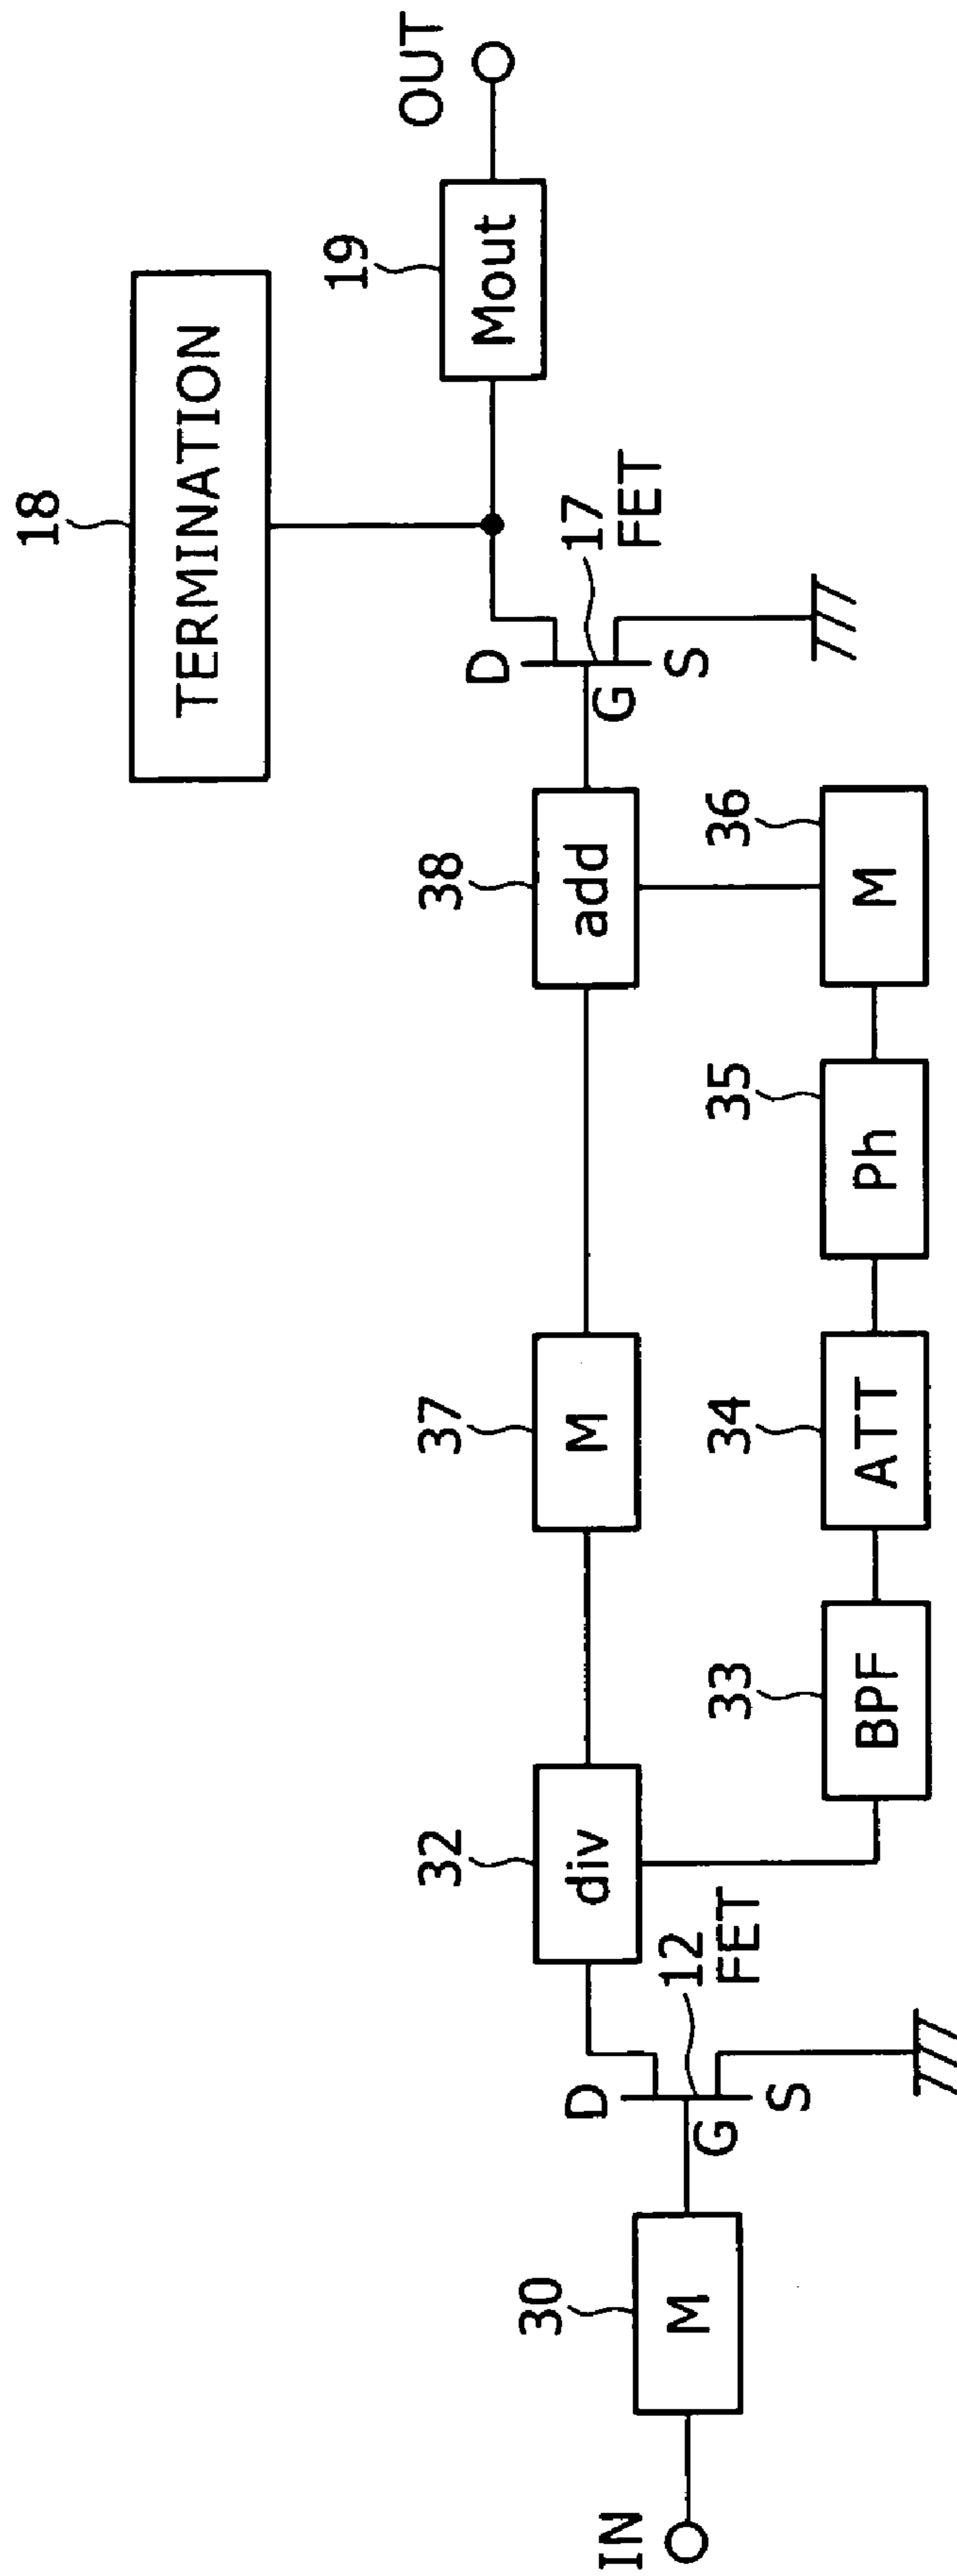 18
TERMINATION
OUT
19
Mout
17
FET
D
G
S
38
add
36
M
35
Ph
37
M
34
ATT
33
BPF
32
div
12
FET
D
G
S
30
M
IN